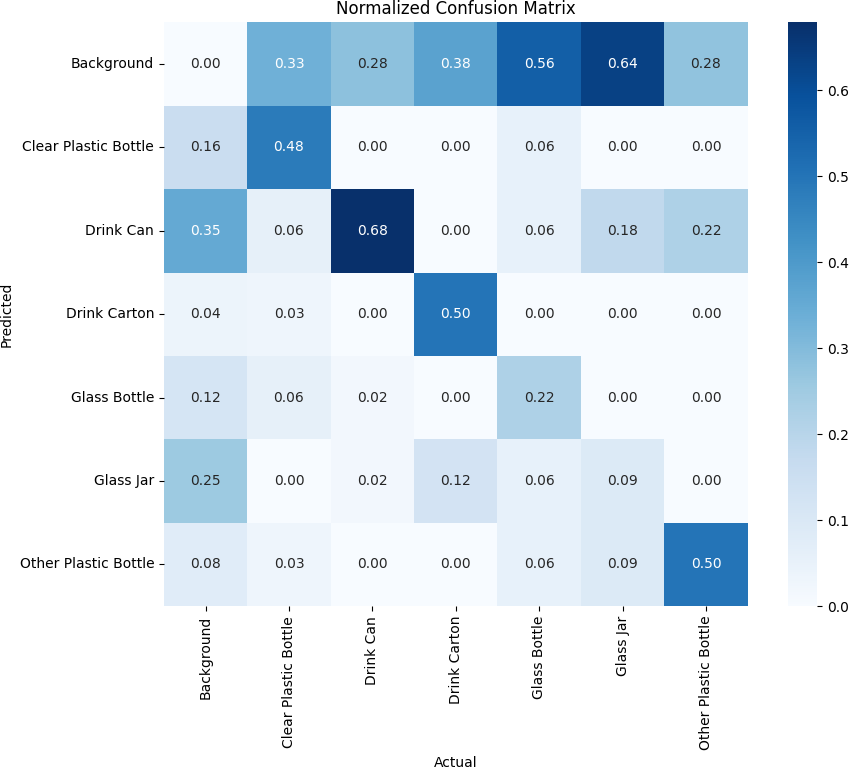 Normalized Confusion Matrix
Background 0.00 0.33 0.28 0.38 0.56 0.64 0.28
Clear Plastic Bottle 0.16 0.48 0.00 0.00 0.06 0.00 0.00
Drink Can 0.35 0.06 0.68 0.00 0.06 0.18 0.22
Drink Carton 0.04 0.03 0.00 0.50 0.00 0.00 0.00
Glass Bottle 0.12 0.06 0.02 0.00 0.22 0.00 0.00
Glass Jar 0.25 0.00 0.02 0.12 0.06 0.09 0.00
Other Plastic Bottle 0.08 0.03 0.00 0.00 0.06 0.09 0.50
Predicted
Background
Clear Plastic Bottle
Drink Can
Drink Carton
Glass Bottle
Glass Jar
Other Plastic Bottle
Actual
0.6
0.5
0.4
0.3
0.2
0.1
0.0